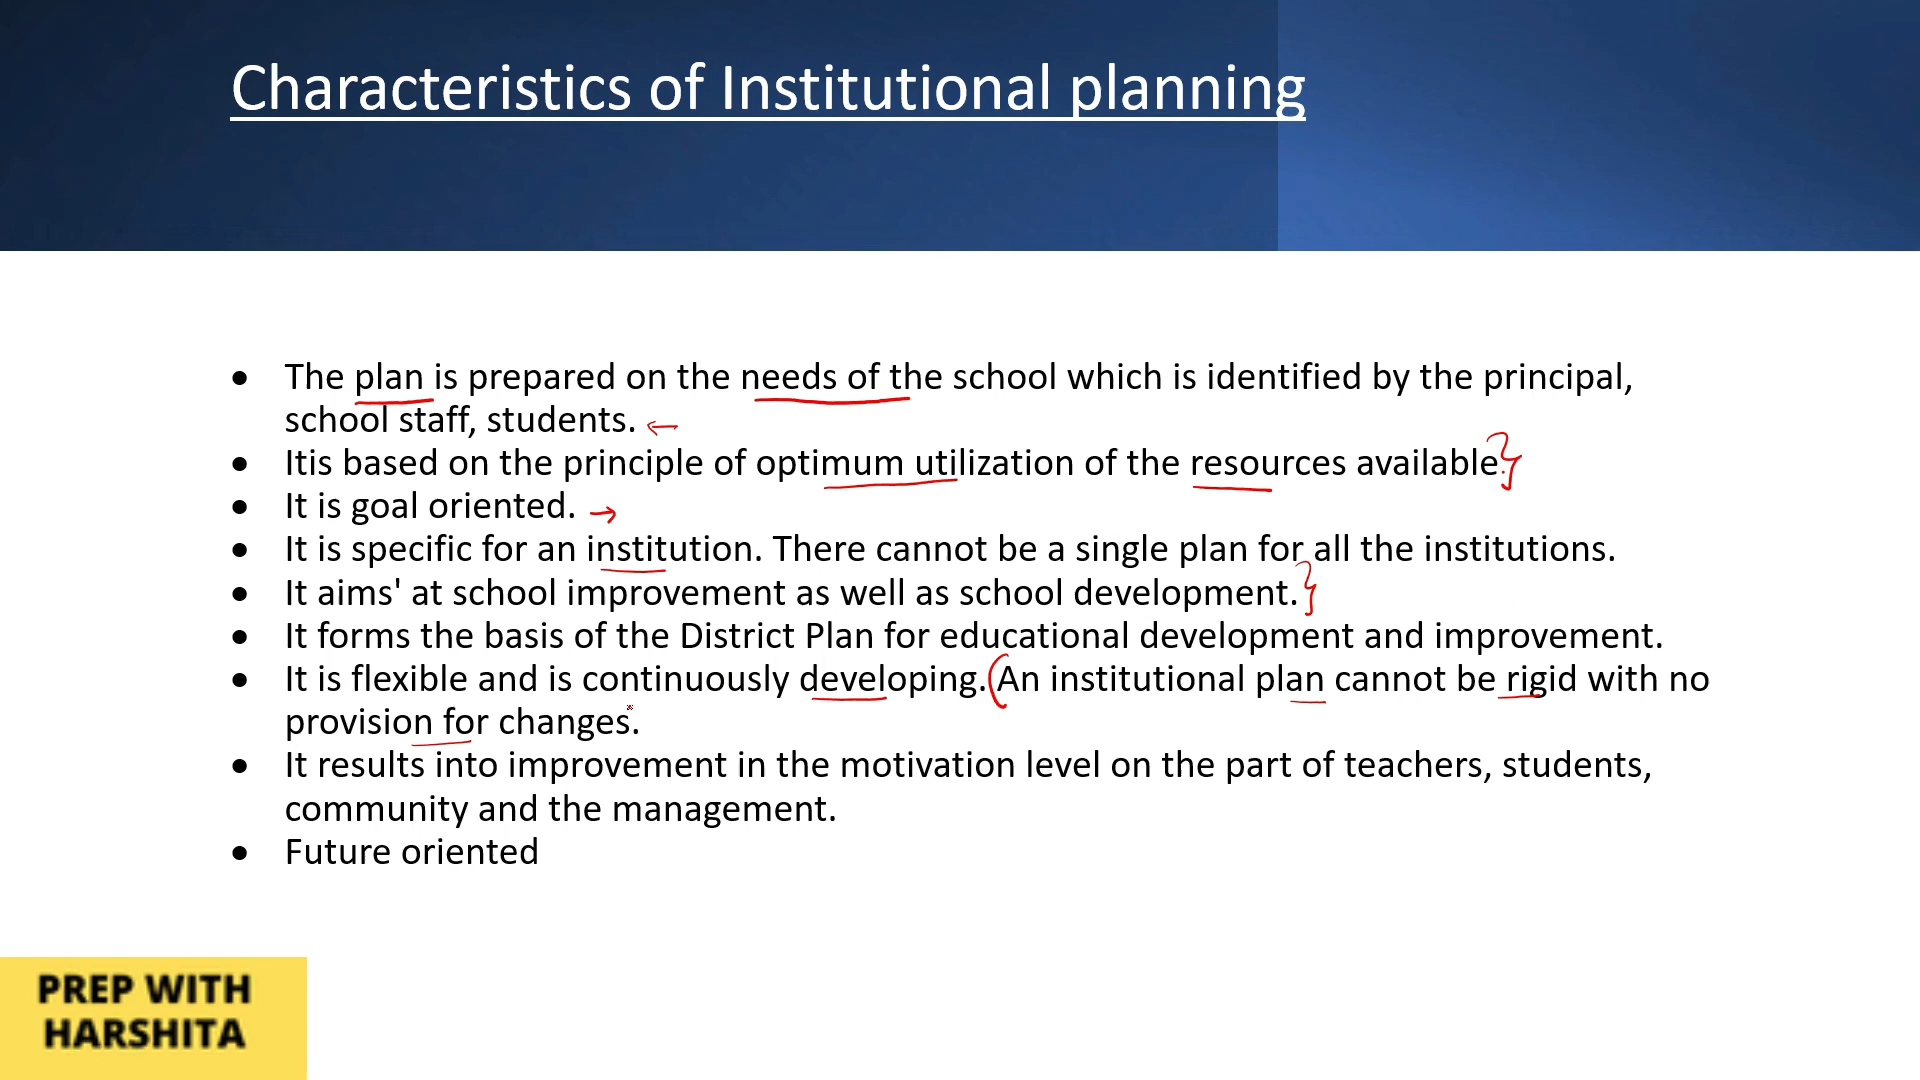 Characteristics of Institutional planning
• The plan is prepared on the needs of the school which is identified by the principal,
school staff, students.
• Itis based on the principle of optimum utilization of the resources available.
• It is goal oriented.
• It is specific for an institution. There cannot be a single plan for all the institutions.
• It aims' at school improvement as well as school development.
• It forms the basis of the District Plan for educational development and improvement.
• It is flexible and is continuously developing. An institutional plan cannot be rigid with no
provision for changes.
• It results into improvement in the motivation level on the part of teachers, students,
community and the management.
• Future oriented
PREP WITH
HARSHITA